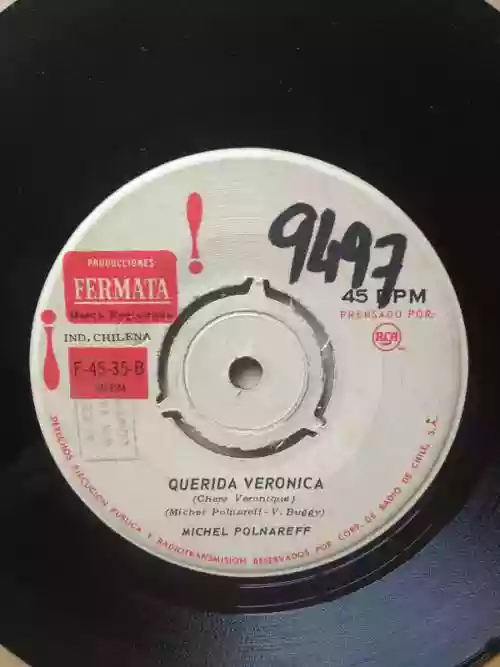 9497
PRODUCCIONES
FERMATA
Marca Registrada
IND. CHILENA
F-45-35-B
45 RPM
PRENSADO POR:
RCA
QUERIDA VERONICA
(Chere Veronique)
(Michel Polnareff - V. Buggy)
MICHEL POLNAREFF
DERECHOS EJECUCION PUBLICA Y RADIOTRANSMISION RESERVADOS POR CORP. DE RADIO DE CHILE, S.A.